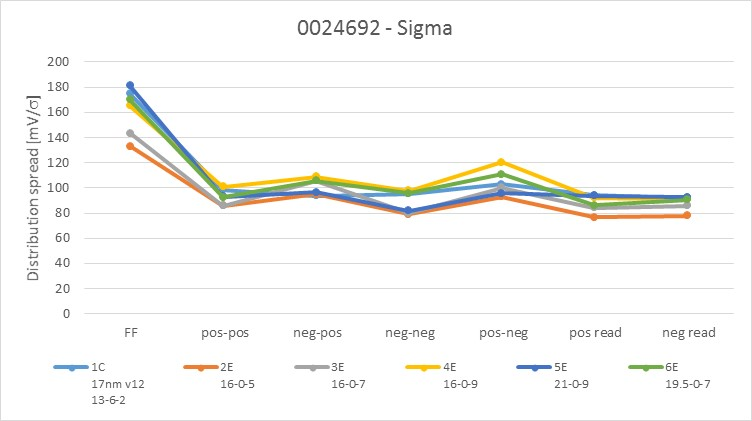 0024692 - Sigma
Distribution spread [mV/σ]
200
180
160
140
120
100
80
60
40
20
0
FF pos-pos neg-pos neg-neg pos-neg pos read neg read
1C 2E 3E 4E 5E 6E
17nm v12 16-0-5 16-0-7 16-0-9 21-0-9 19.5-0-7
13-6-2